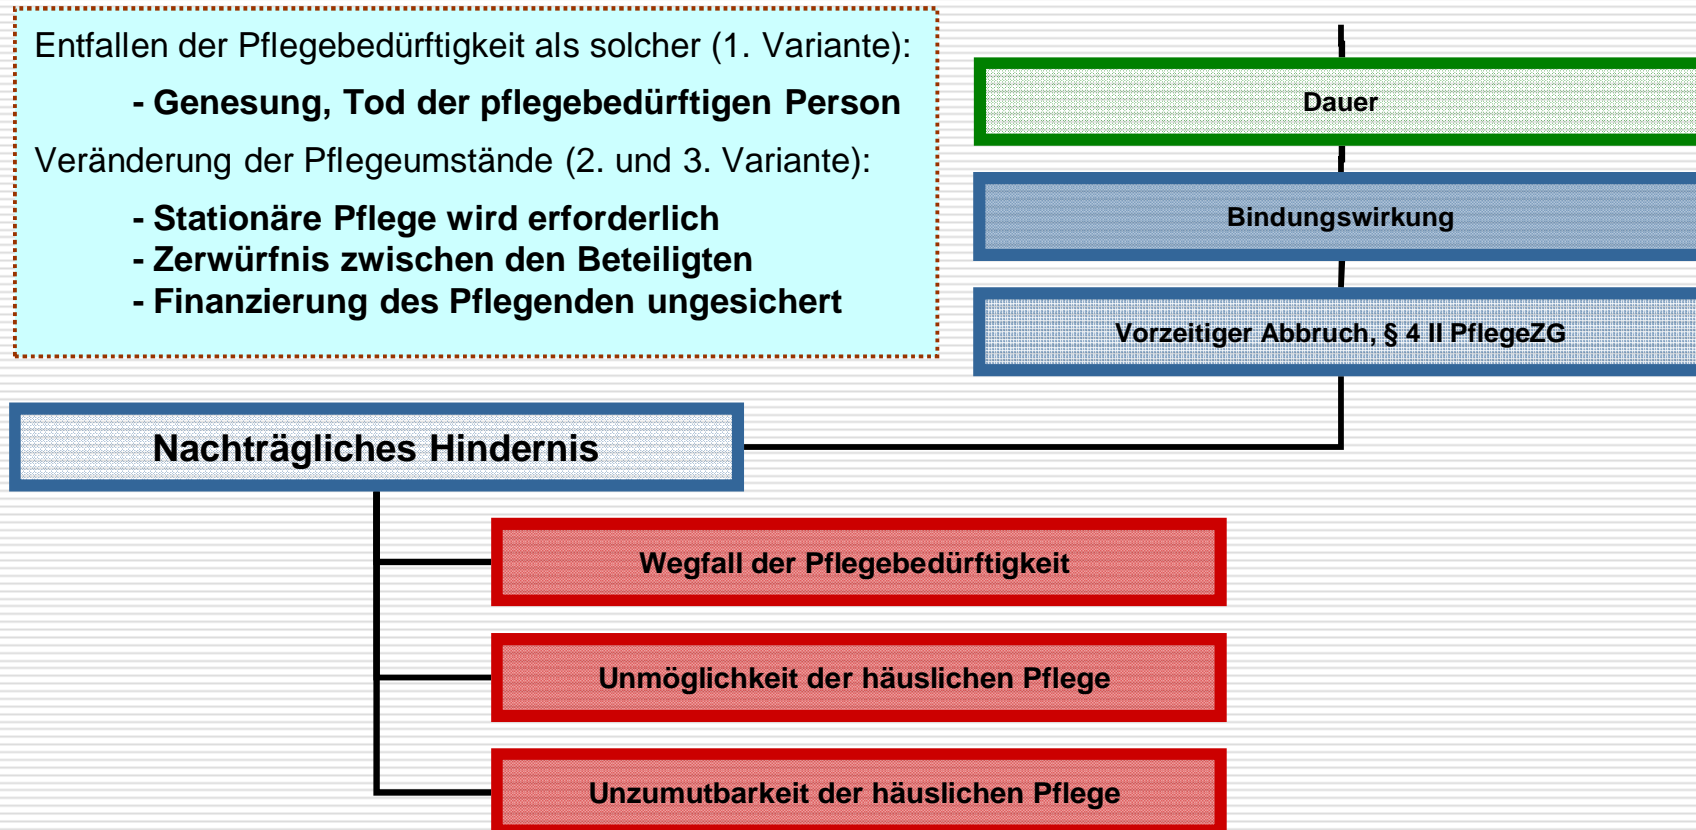 Entfallen der Pflegebedürftigkeit als solcher (1. Variante):
- Genesung, Tod der pflegebedürftigen Person
Veränderung der Pflegeumstände (2. und 3. Variante):
- Stationäre Pflege wird erforderlich
- Zerwürfnis zwischen den Beteiligten
- Finanzierung des Pflegenden ungesichert
Dauer
Bindungswirkung
Vorzeitiger Abbruch, § 4 II PflegeZG
Nachträgliches Hindernis
Wegfall der Pflegebedürftigkeit
Unmöglichkeit der häuslichen Pflege
Unzumutbarkeit der häuslichen Pflege